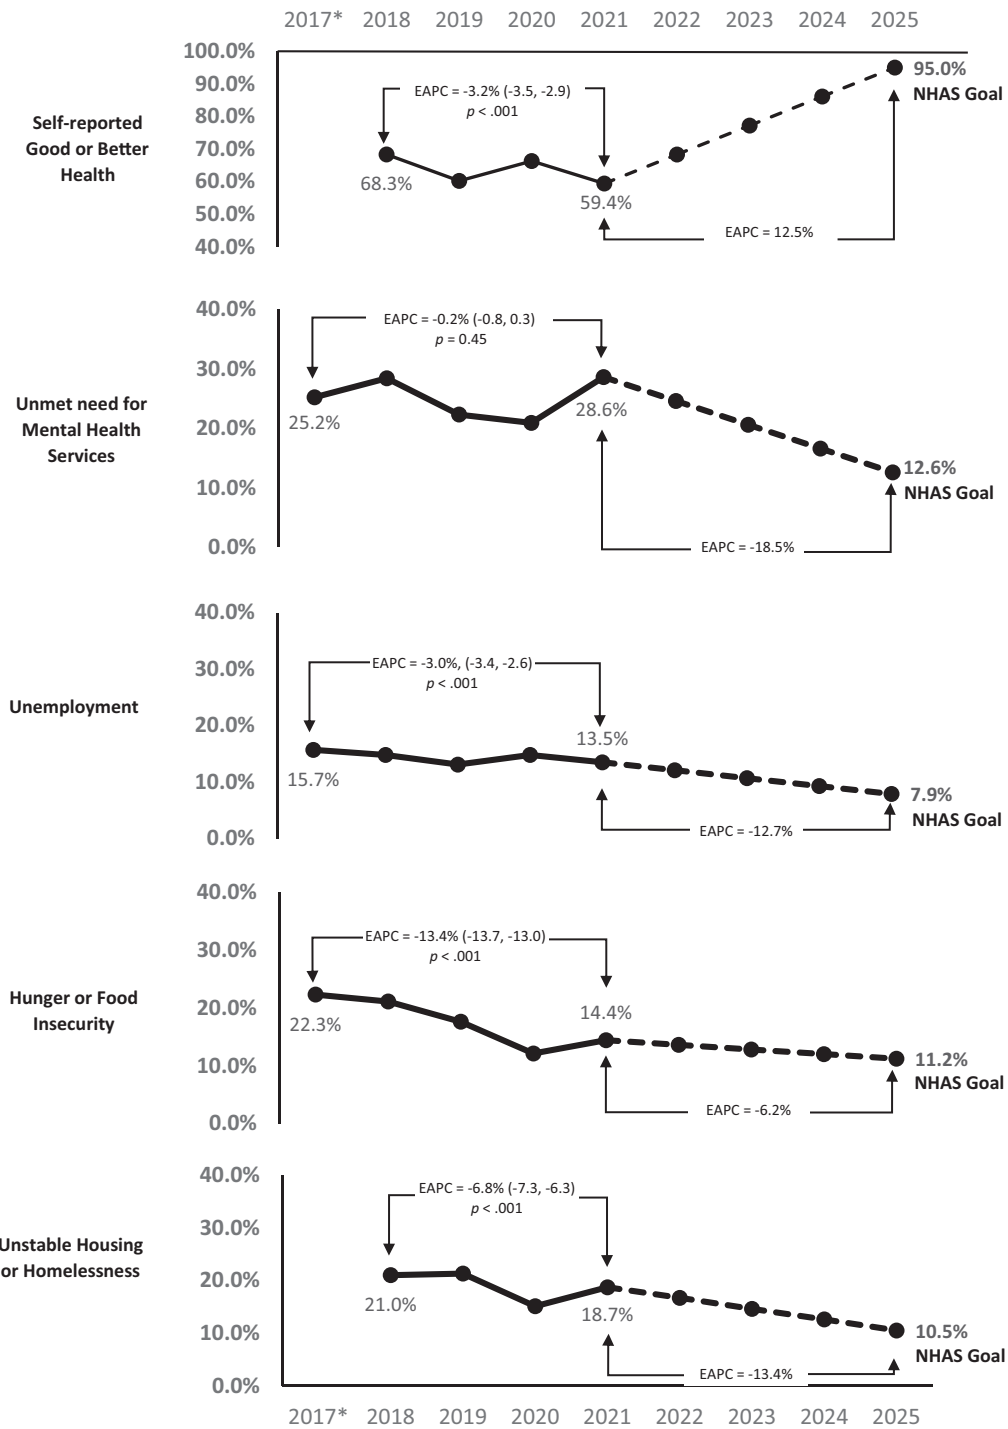 2017* 2018 2019 2020 2021 2022 2023 2024 2025
100.0%
90.0%
80.0%
70.0%
60.0%
50.0%
40.0%
Self-reported
Good or Better
Health
EAPC = -3.2% (-3.5, -2.9)
p < .001
68.3%
59.4%
95.0%
NHAS Goal
EAPC = 12.5%
40.0%
30.0%
20.0%
10.0%
0.0%
Unmet need for
Mental Health
Services
EAPC = -0.2% (-0.8, 0.3)
p = 0.45
25.2%
28.6%
12.6%
NHAS Goal
EAPC = -18.5%
40.0%
30.0%
20.0%
10.0%
0.0%
Unemployment
EAPC = -3.0%, (-3.4, -2.6)
p < .001
15.7%
13.5%
7.9%
NHAS Goal
EAPC = -12.7%
40.0%
30.0%
20.0%
10.0%
0.0%
Hunger or Food
Insecurity
EAPC = -13.4% (-13.7, -13.0)
p < .001
22.3%
14.4%
11.2%
NHAS Goal
EAPC = -6.2%
40.0%
30.0%
20.0%
10.0%
0.0%
Unstable Housing
or Homelessness
EAPC = -6.8% (-7.3, -6.3)
p < .001
21.0%
18.7%
10.5%
NHAS Goal
EAPC = -13.4%
2017* 2018 2019 2020 2021 2022 2023 2024 2025